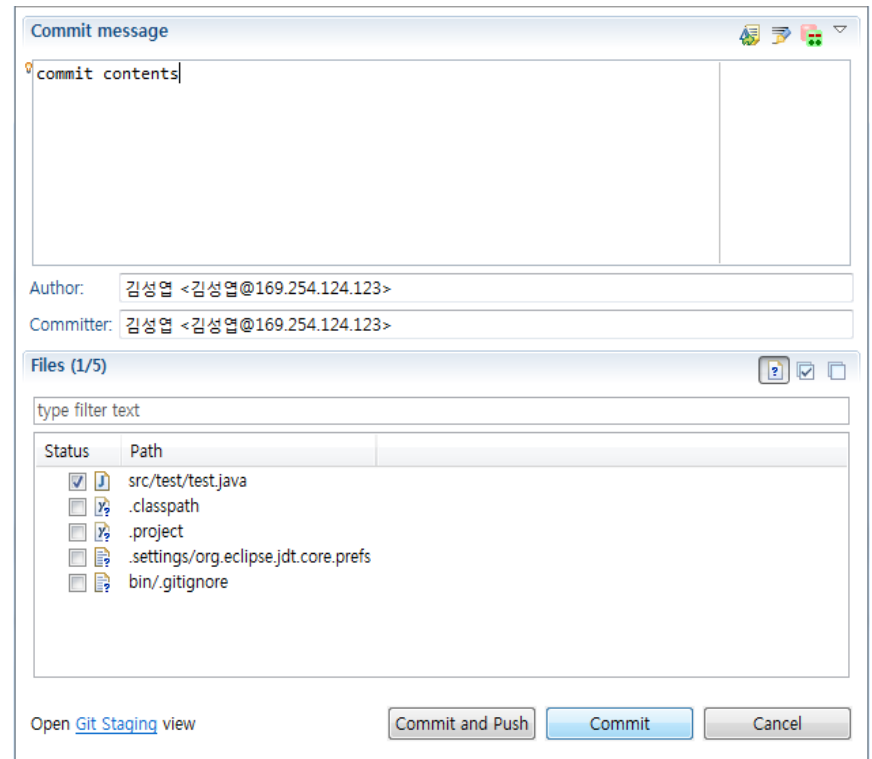 Commit message
commit contents
Author: 김성엽 <김성엽@169.254.124.123>
Committer: 김성엽 <김성엽@169.254.124.123>
Files (1/5)
type filter text
Status Path
src/test/test.java
.classpath
.project
.settings/org.eclipse.jdt.core.prefs
bin/.gitignore
Open Git Staging view Commit and Push Commit Cancel